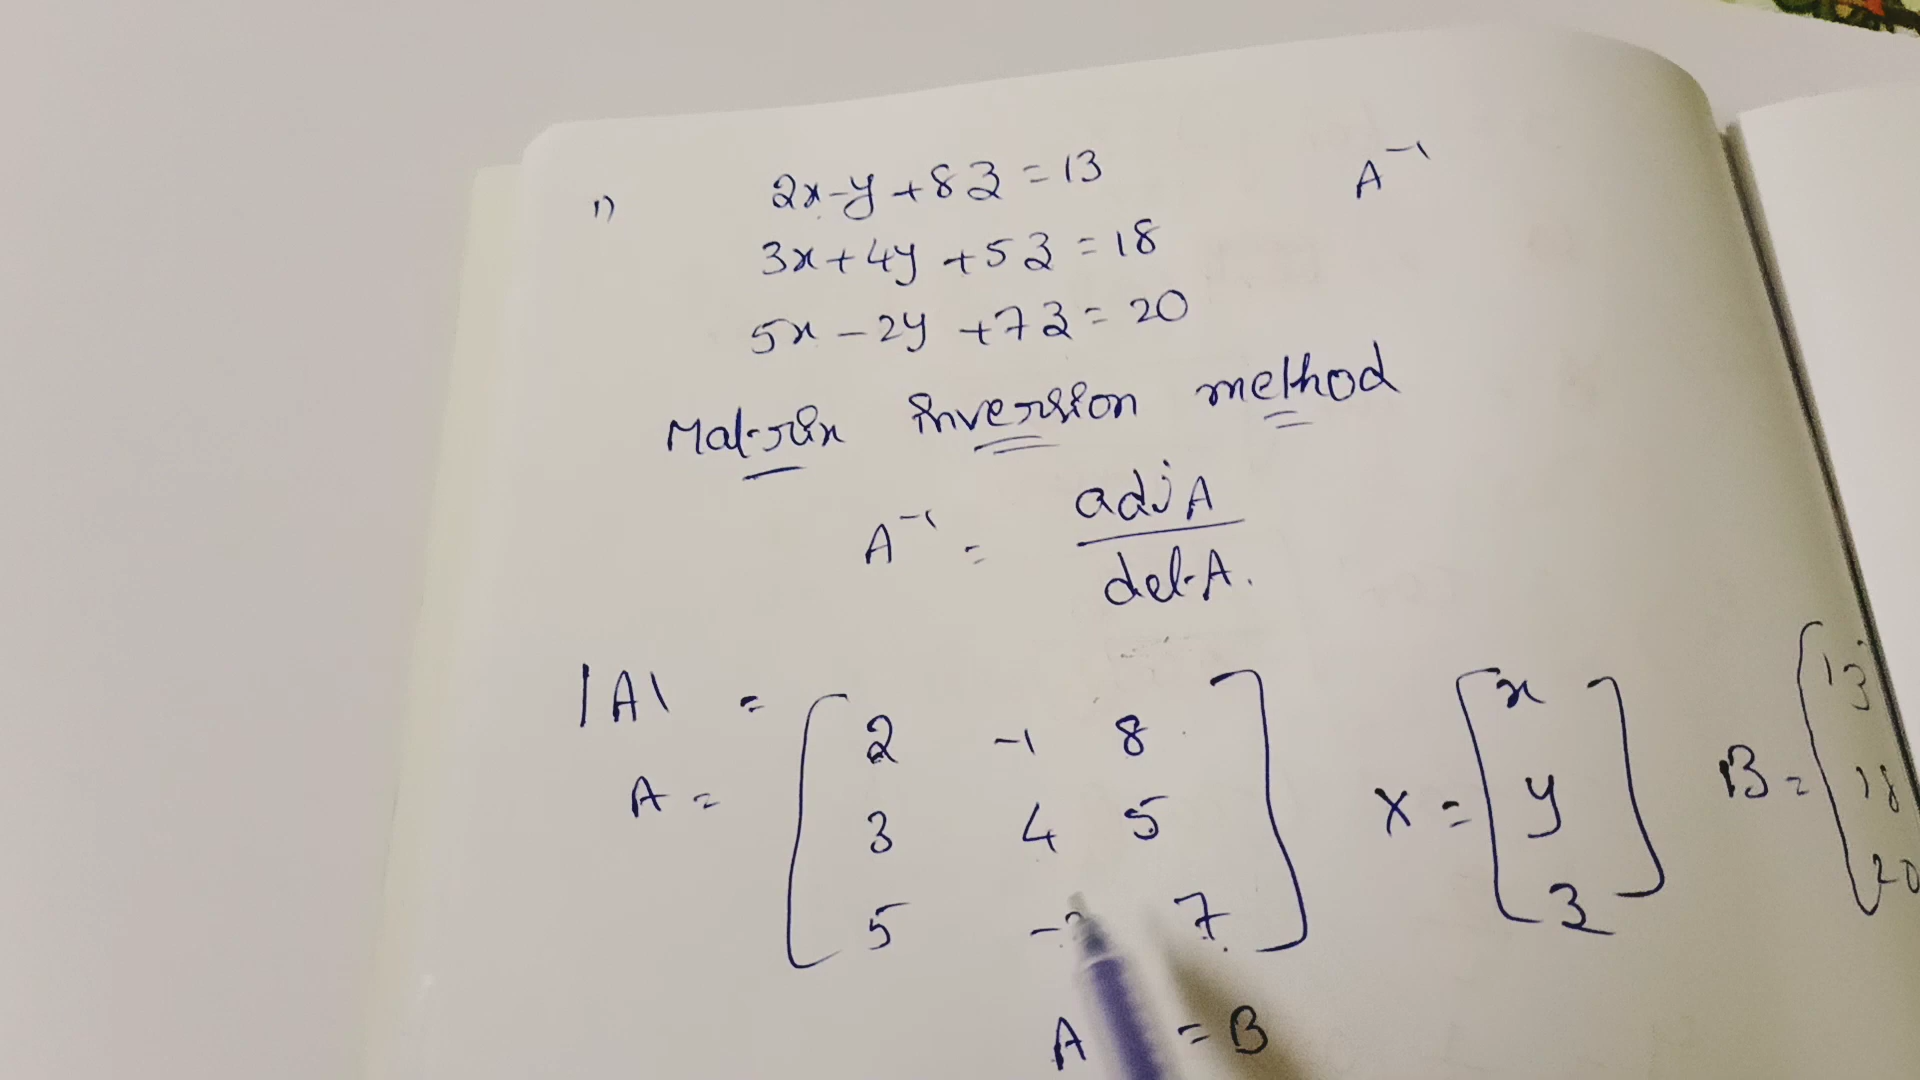 1) 2x-y+8z=13 A⁻¹
3x+4y+5z=18
5x-2y+7z=20
Matrix inversion method
A⁻¹ = adj A
det A.
|A| =
A = [ 2 -1 8
3 4 5
5 -2 7 ]
X = [ x
y
z ]
B = [ 13
18
20
A = B